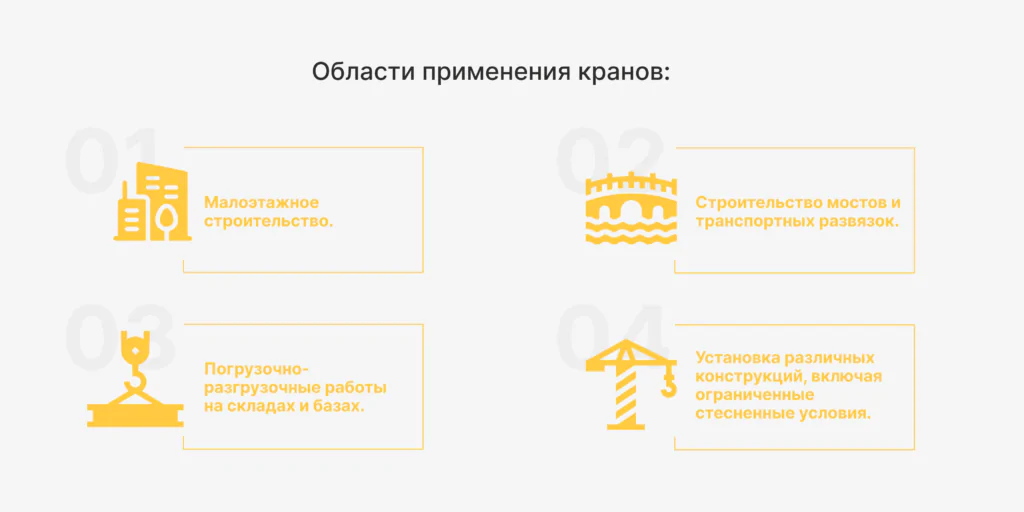 Области применения кранов:
01
Малоэтажное
строительство.
02
Строительство мостов и
транспортных развязок.
03
Погрузочно-
разгрузочные работы
на складах и базах.
04
Установка различных
конструкций, включая
ограниченные
стесненные условия.